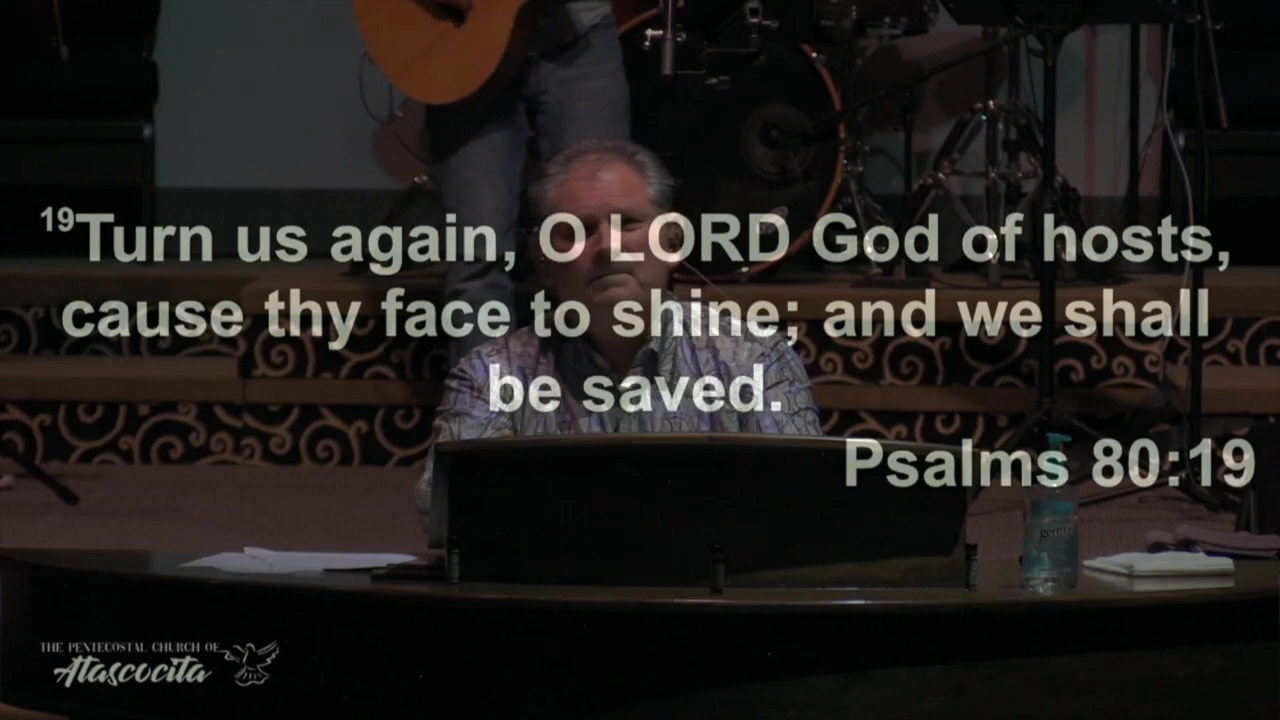 19Turn us again, O LORD God of hosts,
cause thy face to shine; and we shall
be saved.
Psalms 80:19
germ-x
THE PENTECOSTAL CHURCH OF
Atascocita